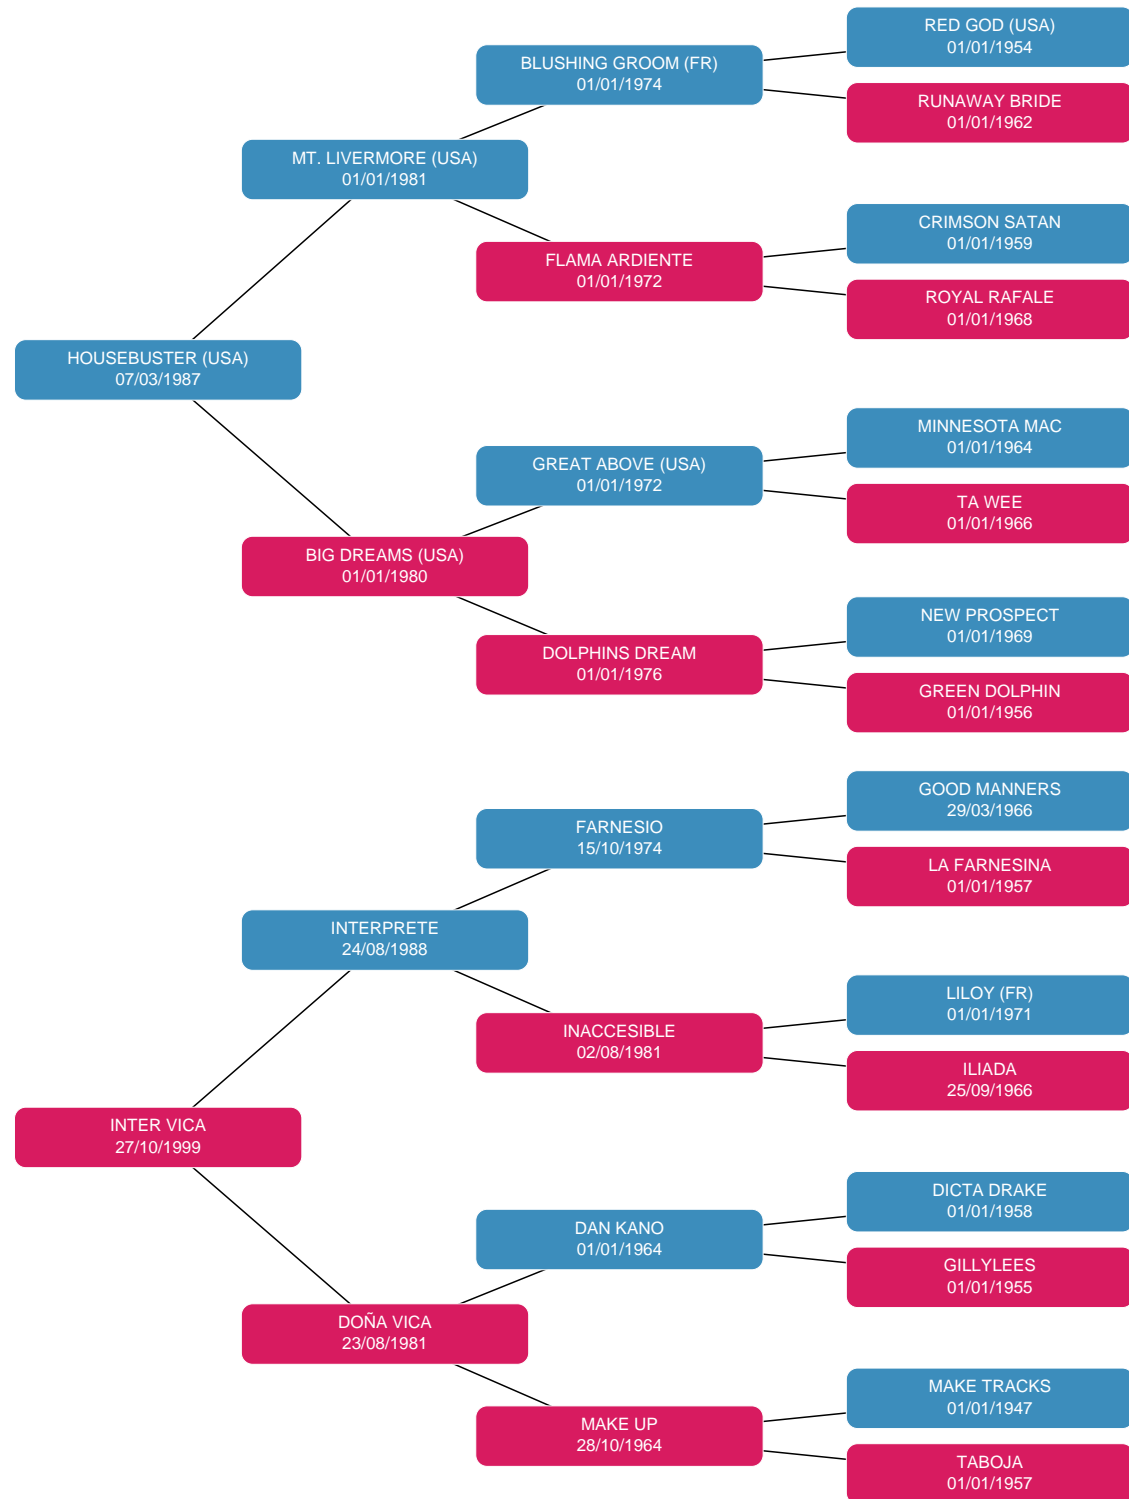 RED GOD (USA)
01/01/1954
BLUSHING GROOM (FR)
01/01/1974
RUNAWAY BRIDE
01/01/1962
MT. LIVERMORE (USA)
01/01/1981
CRIMSON SATAN
01/01/1959
FLAMA ARDIENTE
01/01/1972
ROYAL RAFALE
01/01/1968
HOUSEBUSTER (USA)
07/03/1987
MINNESOTA MAC
01/01/1964
GREAT ABOVE (USA)
01/01/1972
TA WEE
01/01/1966
BIG DREAMS (USA)
01/01/1980
NEW PROSPECT
01/01/1969
DOLPHINS DREAM
01/01/1976
GREEN DOLPHIN
01/01/1956
GOOD MANNERS
29/03/1966
FARNESIO
15/10/1974
LA FARNESINA
01/01/1957
INTERPRETE
24/08/1988
LILOY (FR)
01/01/1971
INACCESIBLE
02/08/1981
ILIADA
25/09/1966
INTER VICA
27/10/1999
DICTA DRAKE
01/01/1958
DAN KANO
01/01/1964
GILLYLEES
01/01/1955
DOÑA VICA
23/08/1981
MAKE TRACKS
01/01/1947
MAKE UP
28/10/1964
TABOJA
01/01/1957